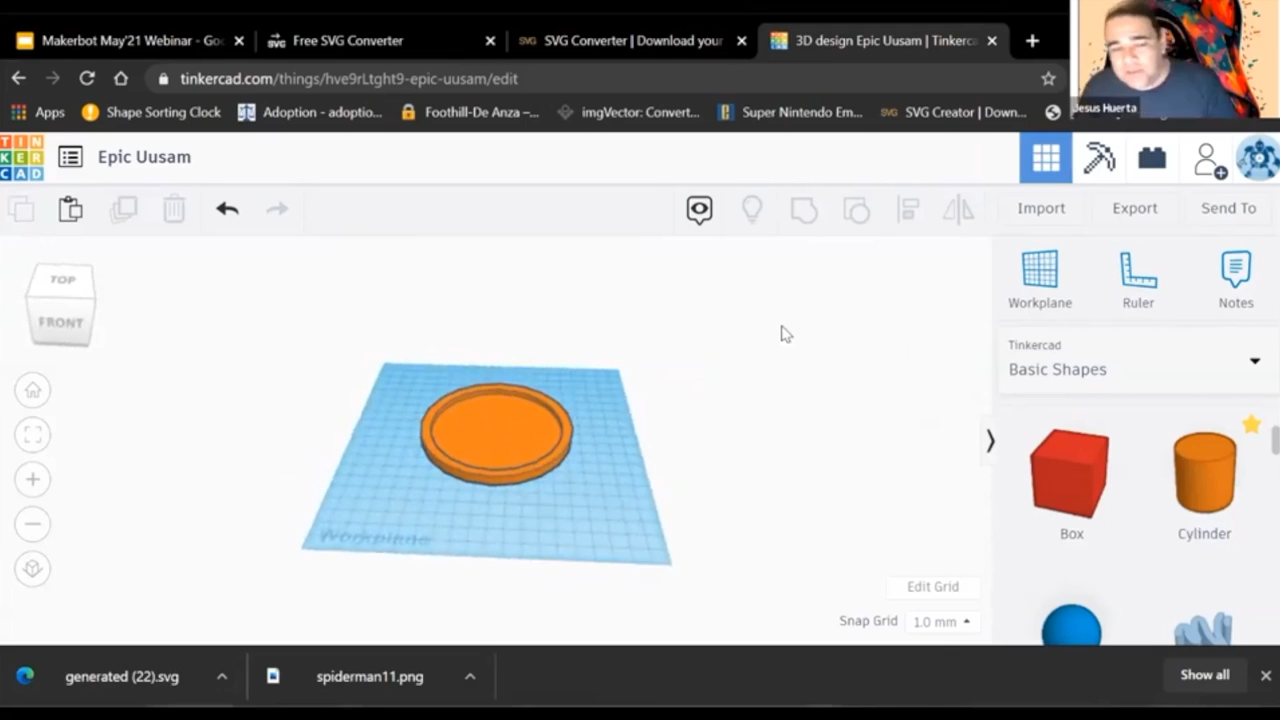 Makerbot May'21 Webinar - Goo
Free SVG Converter
SVG Converter | Download your
3D design Epic Uusam | Tinkerca
tinkercad.com/things/hve9rLtght9-epic-uusam/edit
Jesus Huerta
Apps
Shape Sorting Clock
Adoption - adoptio...
Foothill-De Anza –...
imgVector: Convert...
Super Nintendo Em...
SVG
SVG Creator | Down...
TIN
KER
CAD
Epic Uusam
Import
Export
Send To
TOP
FRONT
Workplane
Ruler
Notes
Tinkercad
Basic Shapes
Workplane
Box
Cylinder
Edit Grid
Snap Grid
1.0 mm
generated (22).svg
spiderman11.png
Show all